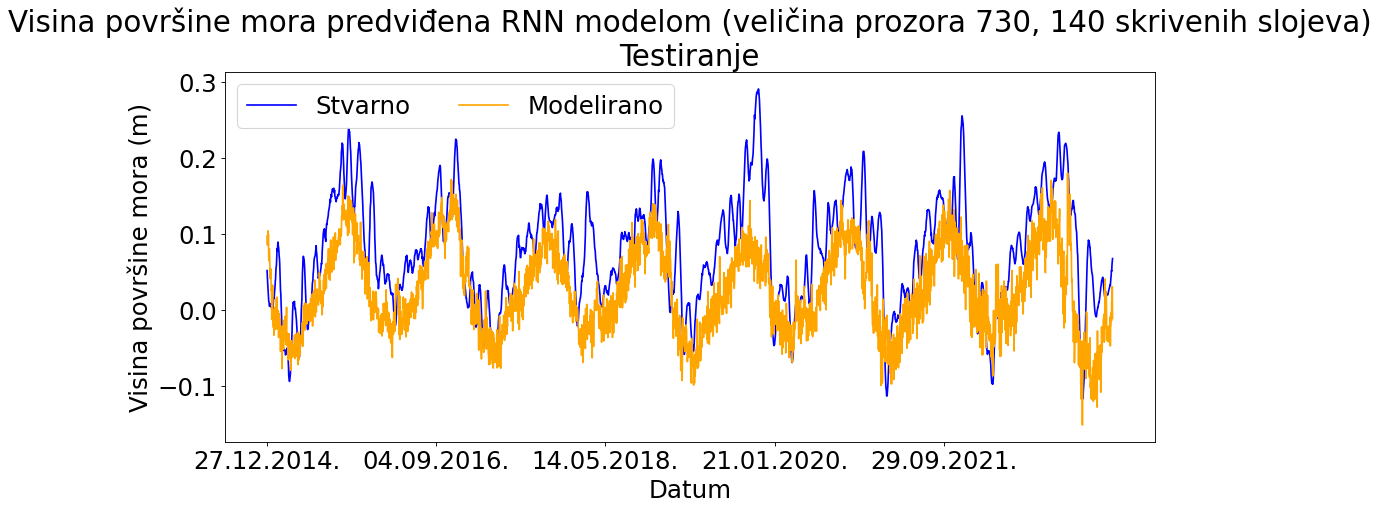 Visina površine mora predviđena RNN modelom (veličina prozora 730, 140 skrivenih slojeva)
Testiranje
Stvarno Modelirano
Visina površine mora (m)
0.3
0.2
0.1
0.0
−0.1
27.12.2014. 04.09.2016. 14.05.2018. 21.01.2020. 29.09.2021.
Datum